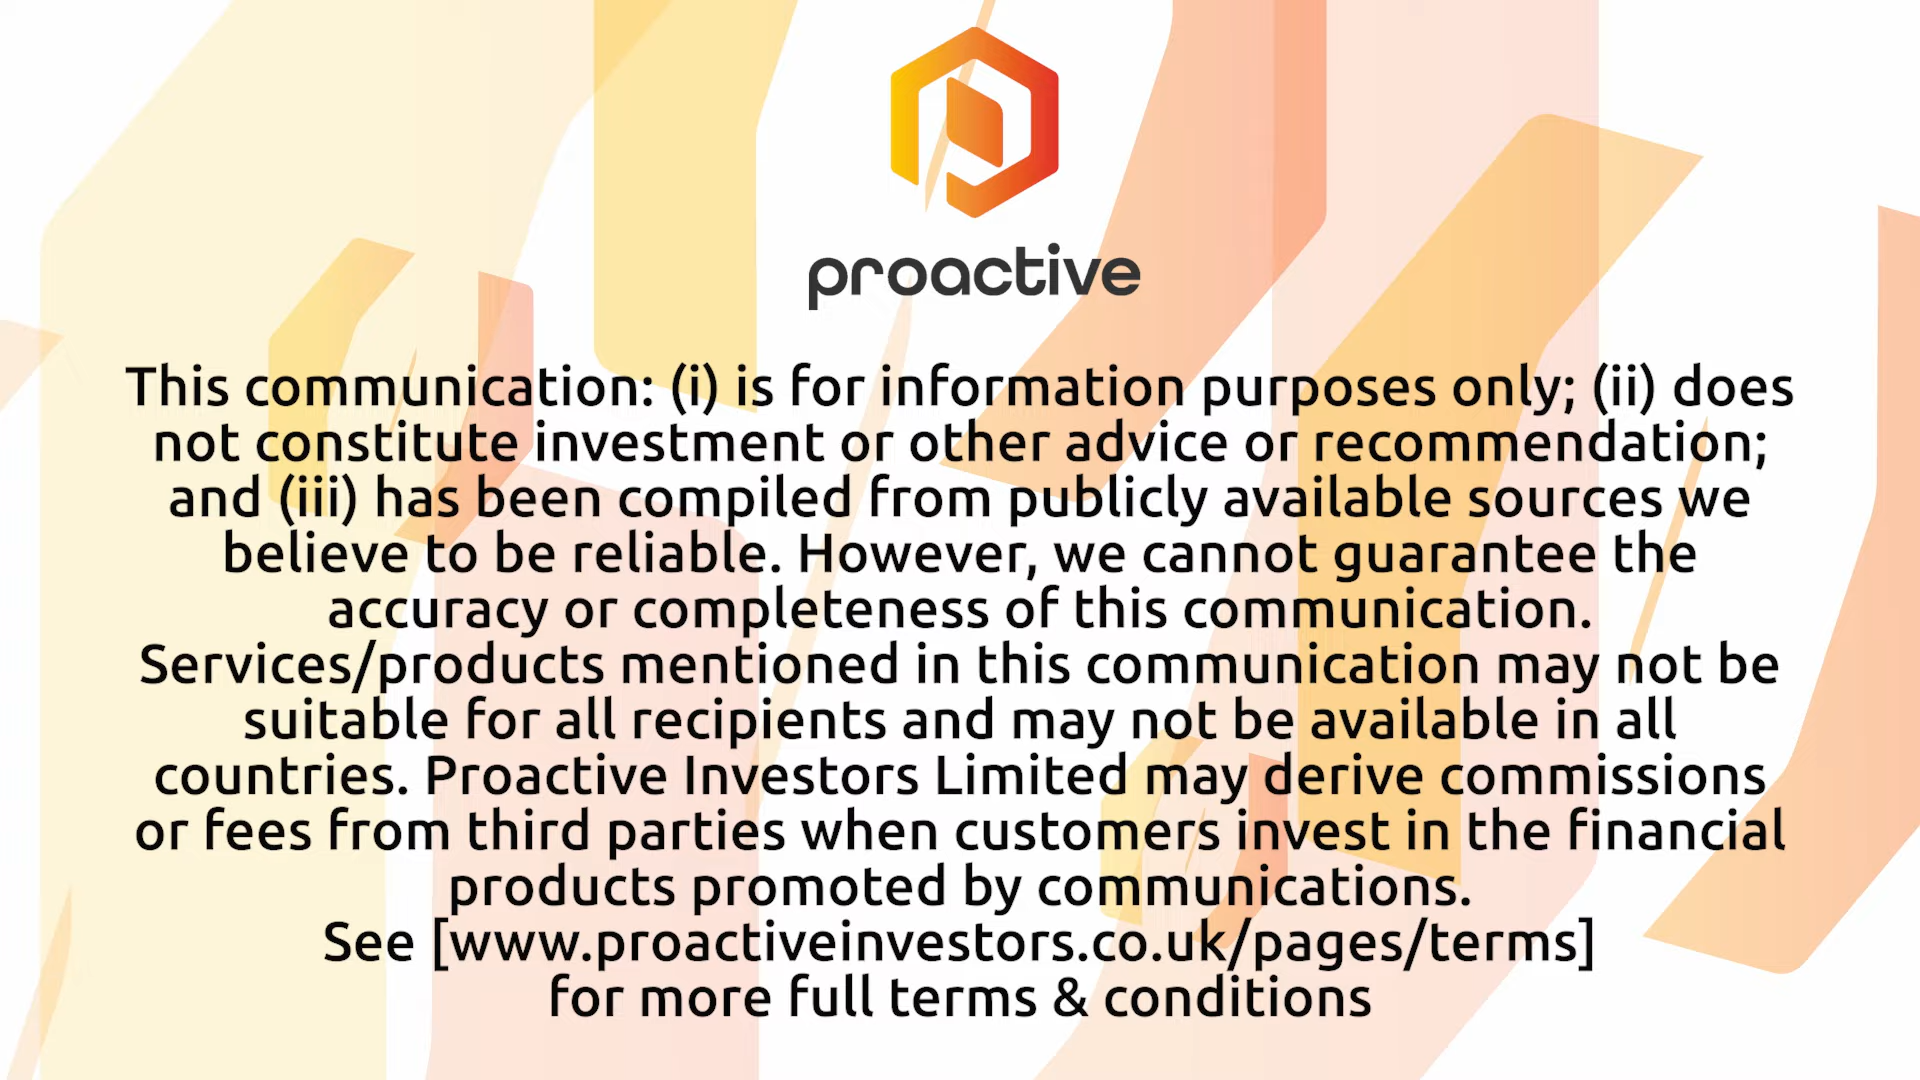 proactive
This communication: (i) is for information purposes only; (ii) does
not constitute investment or other advice or recommendation;
and (iii) has been compiled from publicly available sources we
believe to be reliable. However, we cannot guarantee the
accuracy or completeness of this communication.
Services/products mentioned in this communication may not be
suitable for all recipients and may not be available in all
countries. Proactive Investors Limited may derive commissions
or fees from third parties when customers invest in the financial
products promoted by communications.
See [www.proactiveinvestors.co.uk/pages/terms]
for more full terms & conditions